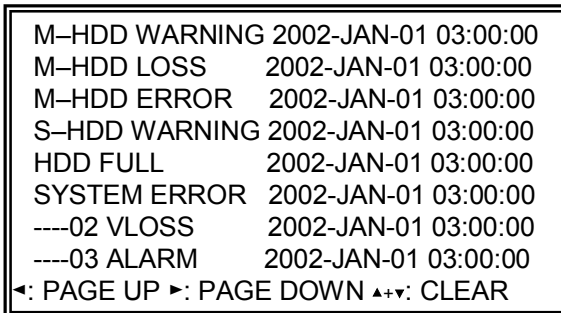 M–HDD WARNING 2002-JAN-01 03:00:00
M–HDD LOSS 2002-JAN-01 03:00:00
M–HDD ERROR 2002-JAN-01 03:00:00
S–HDD WARNING 2002-JAN-01 03:00:00
HDD FULL 2002-JAN-01 03:00:00
SYSTEM ERROR 2002-JAN-01 03:00:00
----02 VLOSS 2002-JAN-01 03:00:00
----03 ALARM 2002-JAN-01 03:00:00
◄: PAGE UP ►: PAGE DOWN ▲+▼: CLEAR